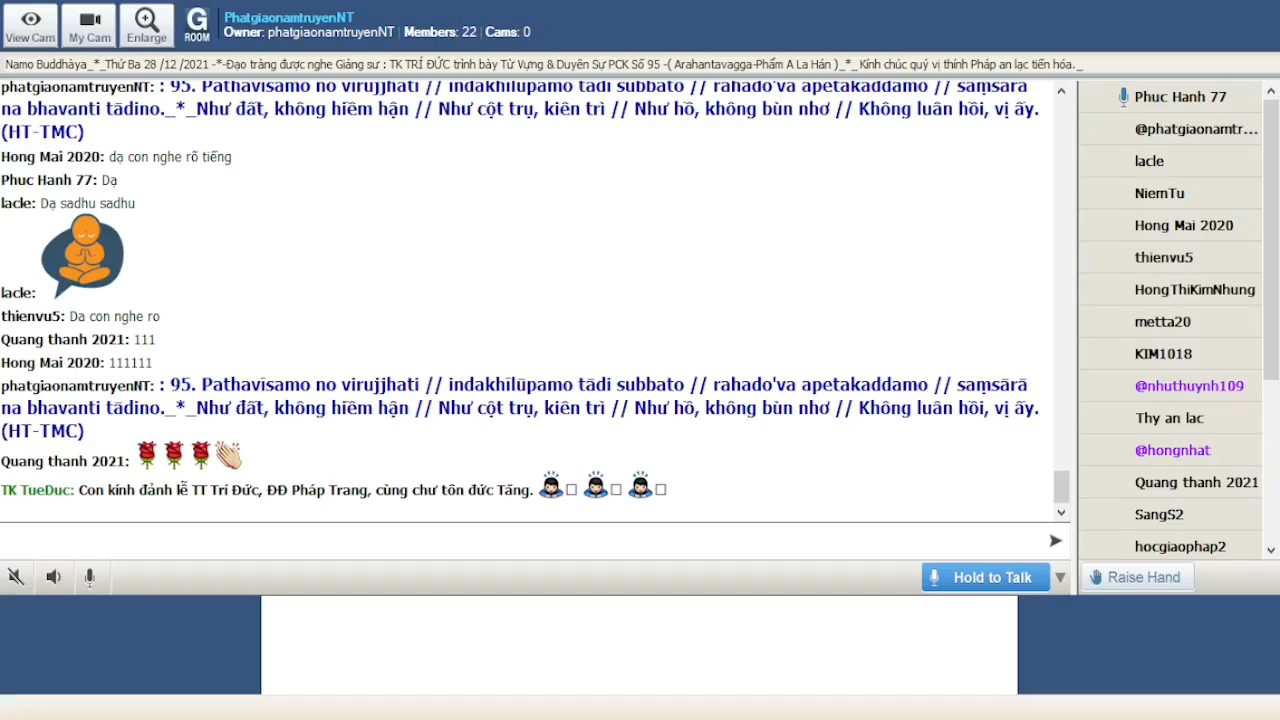 View Cam
My Cam
Enlarge
G
ROOM
PhatgiaonamtruyenNT
Owner: phatgiaonamtruyenNT | Members: 22 | Cams: 0
Namo Buddhàya_*_Thứ Ba 28 /12 /2021 -*-Đạo tràng được nghe Giảng sư : TK TRÍ ĐỨC trình bày Từ Vựng & Duyên Sự PCK Số 95 -( Arahantavagga-Phẩm A La Hán )_*_Kính chúc quý vị thính Pháp an lạc tiến hóa._
phatgiaonamtruyenNT: : 95. Pathavīsamo no virujjhati // indakhīlūpamo tādi subbato // rahado'va apetakaddamo // saṃsārā
na bhavanti tādino._*_Như đất, không hiềm hận // Như cột trụ, kiên trì // Như hồ, không bùn nhơ // Không luân hồi, vị ấy.
(HT-TMC)
Hong Mai 2020: dạ con nghe rõ tiếng
Phuc Hanh 77: Dạ
lacle: Dạ sadhu sadhu
lacle:
thienvu5: Da con nghe ro
Quang thanh 2021: 111
Hong Mai 2020: 111111
phatgiaonamtruyenNT: : 95. Pathavīsamo no virujjhati // indakhīlūpamo tādi subbato // rahado'va apetakaddamo // saṃsārā
na bhavanti tādino._*_Như đất, không hiềm hận // Như cột trụ, kiên trì // Như hồ, không bùn nhơ // Không luân hồi, vị ấy.
(HT-TMC)
Quang thanh 2021:
TK TueDuc: Con kính đảnh lễ TT Trí Đức, ĐĐ Pháp Trang, cùng chư tôn đức Tăng.
Hold to Talk
Phuc Hanh 77
@phatgiaonamtr...
lacle
NiemTu
Hong Mai 2020
thienvu5
HongThiKimNhung
metta20
KIM1018
@nhuthuynh109
Thy an lac
@hongnhat
Quang thanh 2021
SangS2
hocgiaophap2
Raise Hand